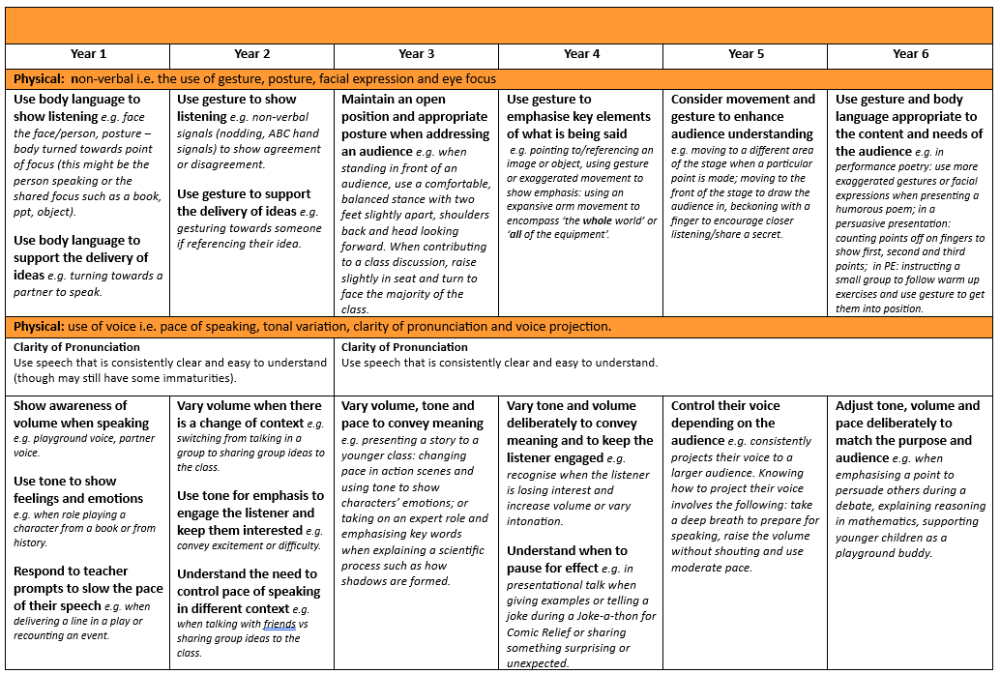 Year 1
Year 2
Year 3
Year 4
Year 5
Year 6
Physical: non-verbal i.e. the use of gesture, posture, facial expression and eye focus
Use body language to
show listening e.g. face
the face/person, posture –
body turned towards point
of focus (this might be the
person speaking or the
shared focus such as a book,
ppt, object).
Use body language to
support the delivery of
ideas e.g. turning towards a
partner to speak.
Use gesture to show
listening e.g. non-verbal
signals (nodding, ABC hand
signals) to show agreement
or disagreement.
Use gesture to support
the delivery of ideas e.g.
gesturing towards someone
if referencing their idea.
Maintain an open
position and appropriate
posture when addressing
an audience e.g. when
standing in front of an
audience, use a comfortable,
balanced stance with two
feet slightly apart, shoulders
back and head looking
forward. When contributing
to a class discussion, raise
slightly in seat and turn to
face the majority of the
class.
Use gesture to
emphasise key elements
of what is being said
e.g. pointing to/referencing an
image or object, using gesture
or exaggerated movement to
show emphasis: using an
expansive arm movement to
encompass ‘the whole world’ or
‘all of the equipment’.
Consider movement and
gesture to enhance
audience understanding
e.g. moving to a different area
of the stage when a particular
point is made; moving to the
front of the stage to draw the
audience in, beckoning with a
finger to encourage closer
listening/share a secret.
Use gesture and body
language appropriate to
the content and needs of
the audience e.g. in
performance poetry: use more
exaggerated gestures or facial
expressions when presenting a
humorous poem; in a
persuasive presentation:
counting points off on fingers to
show first, second and third
points; in PE: instructing a
small group to follow warm up
exercises and use gesture to get
them into position.
Physical: use of voice i.e. pace of speaking, tonal variation, clarity of pronunciation and voice projection.
Clarity of Pronunciation
Use speech that is consistently clear and easy to understand
(though may still have some immaturities).
Clarity of Pronunciation
Use speech that is consistently clear and easy to understand.
Show awareness of
volume when speaking
e.g. playground voice, partner
voice.
Use tone to show
feelings and emotions
e.g. when role playing a
character from a book or from
history.
Respond to teacher
prompts to slow the pace
of their speech e.g. when
delivering a line in a play or
recounting an event.
Vary volume when there
is a change of context e.g.
switching from talking in a
group to sharing group ideas to
the class.
Use tone for emphasis to
engage the listener and
keep them interested e.g.
convey excitement or difficulty.
Understand the need to
control pace of speaking
in different context e.g.
when talking with friends vs
sharing group ideas to the
class.
Vary volume, tone and
pace to convey meaning
e.g. presenting a story to a
younger class: changing
pace in action scenes and
using tone to show
characters’ emotions; or
taking on an expert role and
emphasising key words
when explaining a scientific
process such as how
shadows are formed.
Vary tone and volume
deliberately to convey
meaning and to keep the
listener engaged e.g.
recognise when the listener
is losing interest and
increase volume or vary
intonation.
Understand when to
pause for effect e.g. in
presentational talk when
giving examples or telling a
joke during a Joke-a-thon for
Comic Relief or sharing
something surprising or
unexpected.
Control their voice
depending on the
audience e.g. consistently
projects their voice to a
larger audience. Knowing
how to project their voice
involves the following: take
a deep breath to prepare for
speaking, raise the volume
without shouting and use
moderate pace.
Adjust tone, volume and
pace deliberately to
match the purpose and
audience e.g. when
emphasising a point to
persuade others during a
debate, explaining reasoning
in mathematics, supporting
younger children as a
playground buddy.